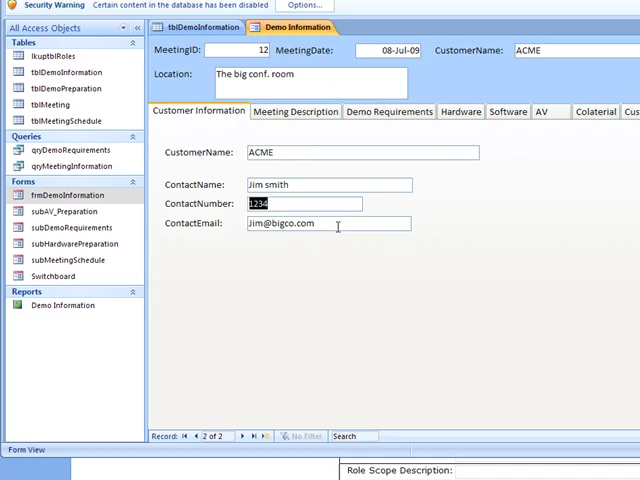 Security Warning Certain content in the database has been disabled Options...
All Access Objects
tblDemoInformation Demo Information
Tables
lkuptblRoles
tblDemoInformation
tblDemoPreparation
tblMeeting
tblMeetingSchedule
Queries
qryDemoRequirements
qryMeetingInformation
Forms
frmDemoInformation
subAV_Preparation
subDemoRequirements
subHardwarePreparation
subMeetingSchedule
Switchboard
Reports
Demo Information
MeetingID: 12 MeetingDate: 08-Jul-09 CustomerName: ACME
Location: The big conf. room
Customer Information Meeting Description Demo Requirements Hardware Software AV Colaterial Cus
CustomerName: ACME
ContactName: Jim smith
ContactNumber: 1234
ContactEmail: Jim@bigco.com
Record: 2 of 2 No Filter Search
Form View
Role Scope Description: